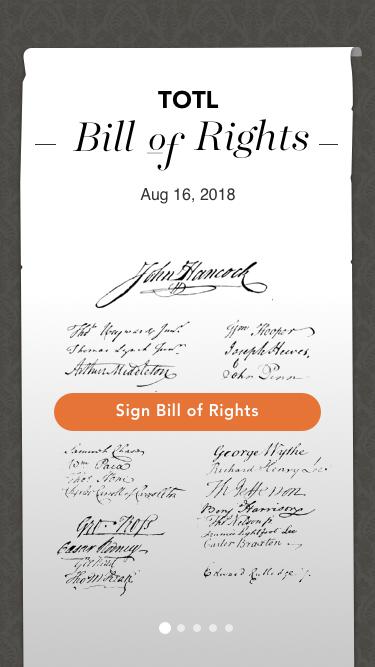 TOTL
Bill of Rights
Aug 16, 2018
John Hancock
Thos Heyward Junr. Wm Hooper
Thomas Lynch Junr. Joseph Hewes,
Arthur Middleton John Penn
Sign Bill of Rights
Samuel Chase George Wythe
Wm Paca Richard Henry Lee
Thos Stone Th Jefferson
Charles Carroll of Carrollton Benj Harrison
Geo. Ross Thos Nelson jr
Caesar Rodney Francis Lightfoot Lee
Geo Read Carter Braxton
Tho M:Kean Edward Rutledge